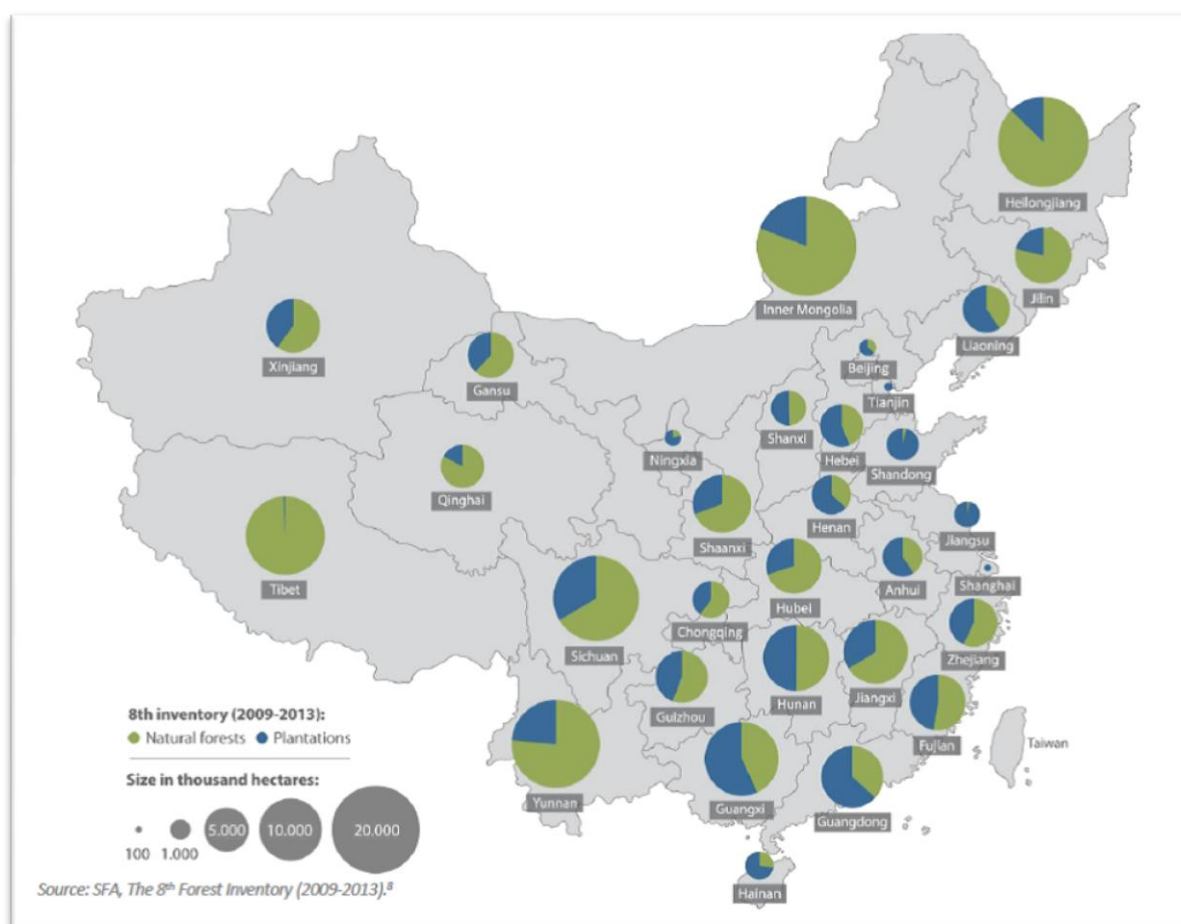 Heilongjiang
Inner Mongolia
Jilin
Liaoning
Xinjiang
Gansu
Beijing
Tianjin
Shanxi
Hebei
Shandong
Ningxia
Qinghai
Henan
Shaanxi
Jiangsu
Tibet
Anhui
Shanghai
Hubei
Chongqing
Sichuan
Zhejiang
Hunan
Jiangxi
Guizhou
Fujian
Taiwan
Yunnan
Guangxi
Guangdong
Hainan
8th inventory (2009-2013):
Natural forests Plantations
Size in thousand hectares:
100 1.000 5.000 10.000 20.000
Source: SFA, The 8th Forest Inventory (2009-2013).8